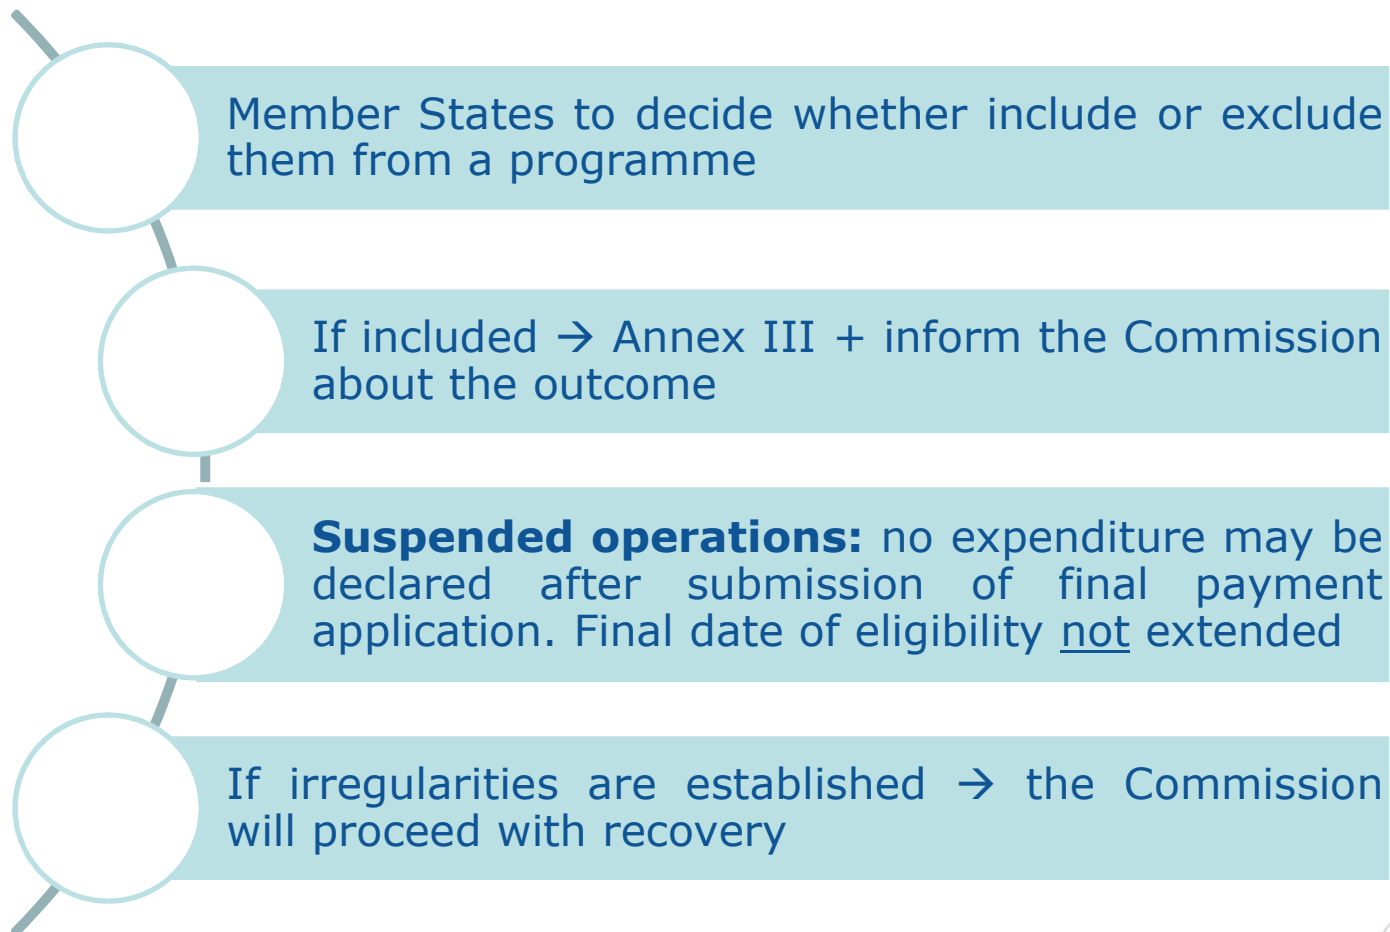 Member States to decide whether include or exclude
them from a programme
If included → Annex III + inform the Commission
about the outcome
Suspended operations: no expenditure may be
declared after submission of final payment
application. Final date of eligibility not extended
If irregularities are established → the Commission
will proceed with recovery